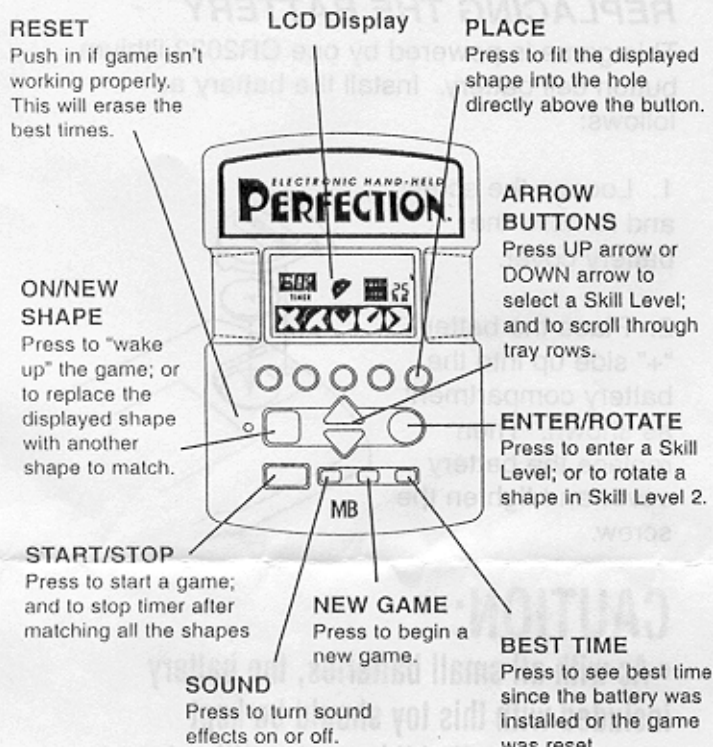 RESET
Push in if game isn't
working properly.
This will erase the
best times.
LCD Display
PLACE
Press to fit the displayed
shape into the hole
directly above the button.
ELECTRONIC HAND-HELD
PERFECTION
TIMER
25
ARROW
BUTTONS
Press UP arrow or
DOWN arrow to
select a Skill Level;
and to scroll through
tray rows.
ON/NEW
SHAPE
Press to “wake
up” the game; or
to replace the
displayed shape
with another
shape to match.
ENTER/ROTATE
Press to enter a Skill
Level; or to rotate a
shape in Skill Level 2.
MB
START/STOP
Press to start a game;
and to stop timer after
matching all the shapes
NEW GAME
Press to begin a
new game.
SOUND
Press to turn sound
effects on or off.
BEST TIME
Press to see best time
since the battery was
installed or the game
was reset